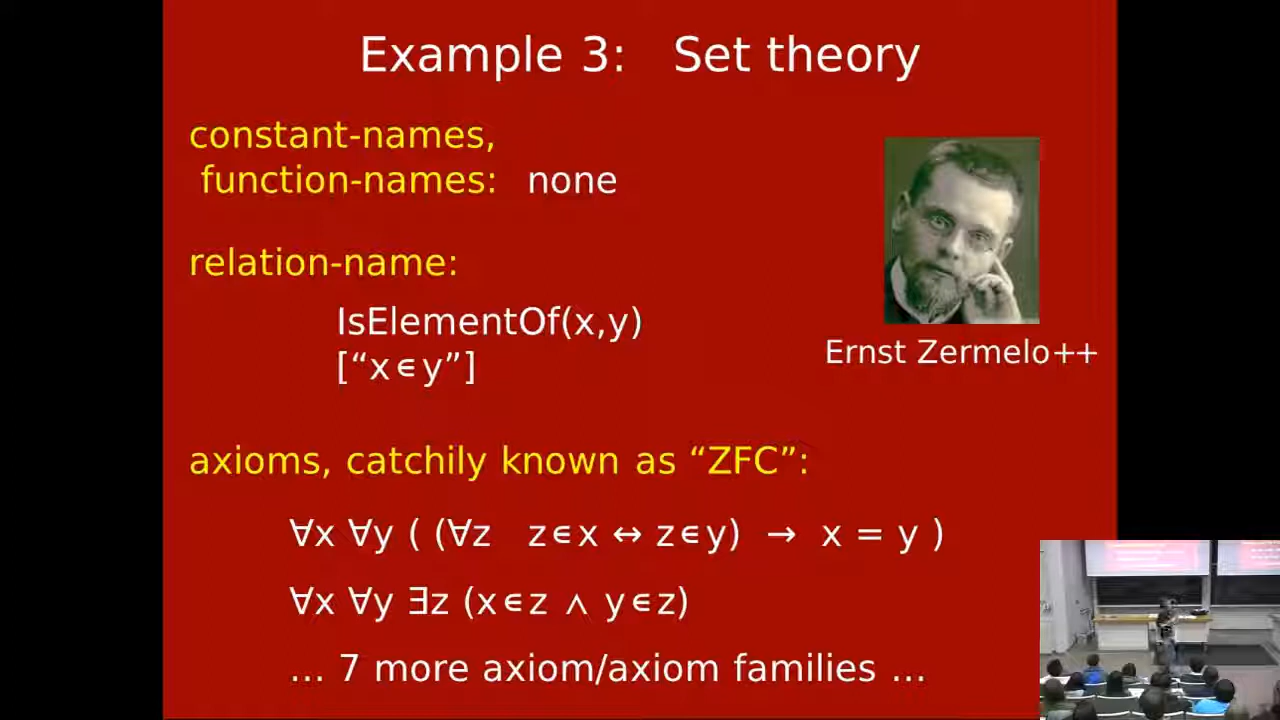 Example 3: Set theory
constant-names,
function-names: none
relation-name:
IsElementOf(x,y)
[“x∊y”]
Ernst Zermelo++
axioms, catchily known as “ZFC”:
∀x ∀y ( (∀z z∊x ↔ z∊y) → x = y )
∀x ∀y ∃z (x∊z ∧ y∊z)
... 7 more axiom/axiom families ...